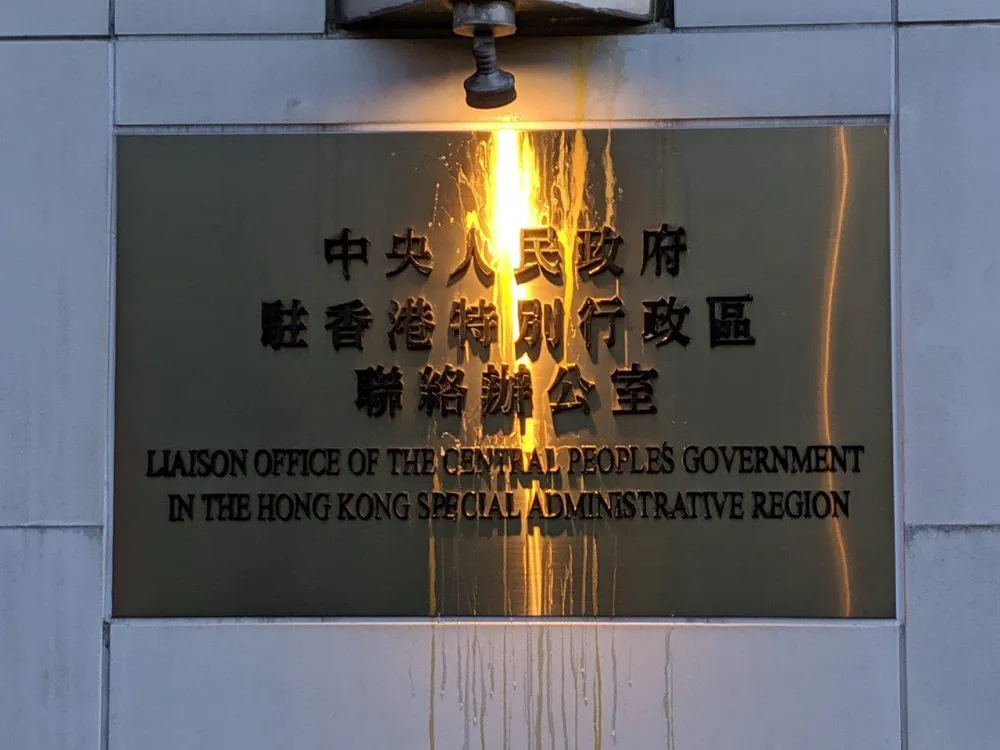 中央人民政府
駐香港特別行政區
聯絡辦公室
LIAISON OFFICE OF THE CENTRAL PEOPLE'S GOVERNMENT
IN THE HONG KONG SPECIAL ADMINISTRATIVE REGION